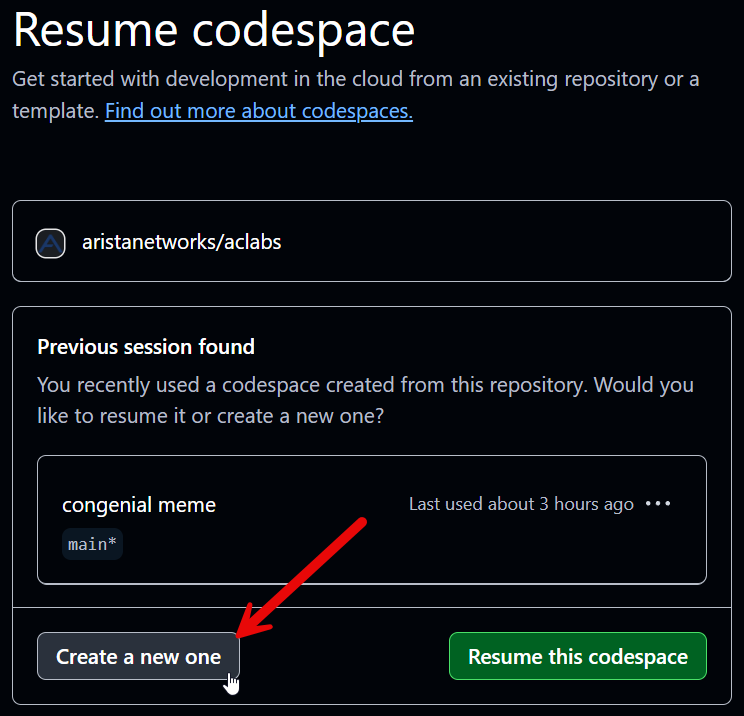 Resume codespace
Get started with development in the cloud from an existing repository or a
template. Find out more about codespaces.
aristanetworks/aclabs
Previous session found
You recently used a codespace created from this repository. Would you
like to resume it or create a new one?
congenial meme
Last used about 3 hours ago
main*
Create a new one
Resume this codespace